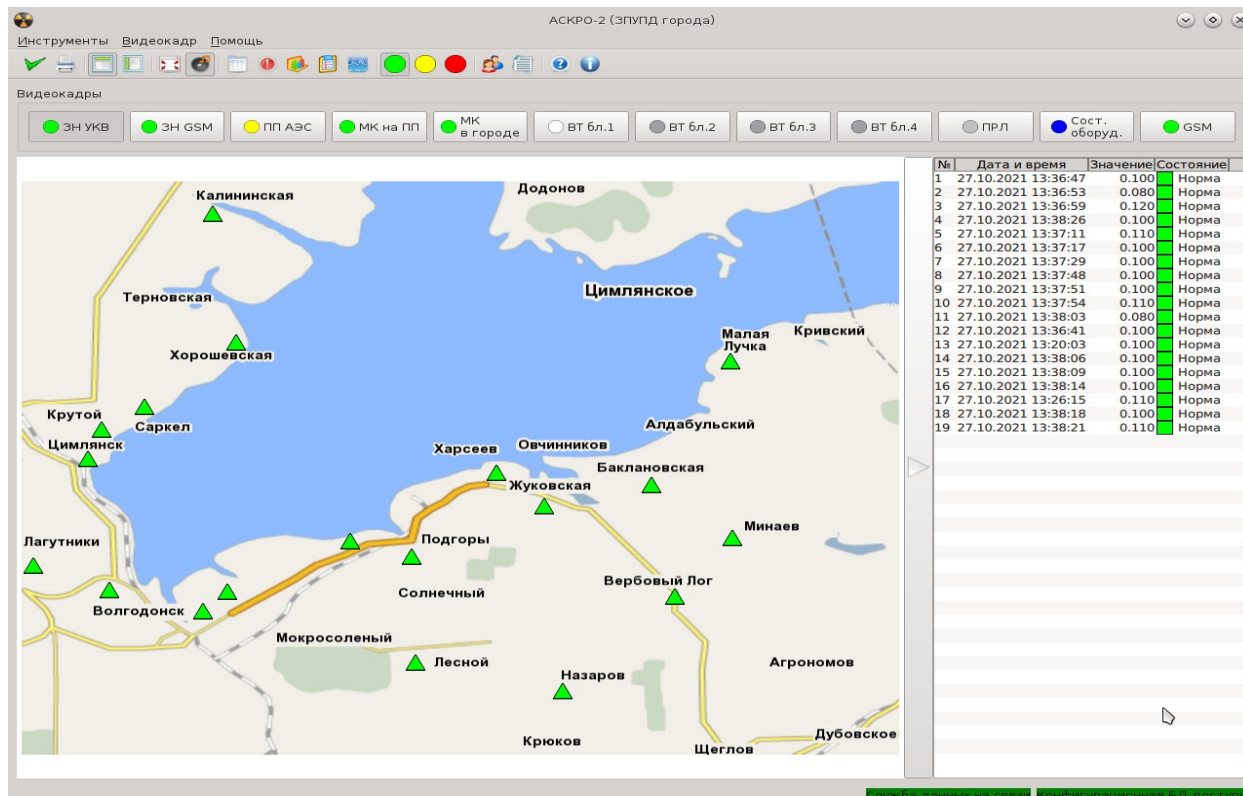 АСКРО-2 (ЗПУПД города)
Инструменты Видеокадр Помощь
Видеокадры
ЗН УКВ
ЗН GSM
ПП АЭС
МК на ПП
МК в городе
ВТ бл.1
ВТ бл.2
ВТ бл.3
ВТ бл.4
ПРЛ
Сост. оборуд.
GSM
Калининская
Додонов
Терновская
Цимлянское
Малая Лучка
Кривский
Хорошевская
Крутой
Саркел
Цимлянск
Алдабульский
Харсеев
Овчинников
Баклановская
Жуковская
Минаев
Лагутники
Подгоры
Вербовый Лог
Солнечный
Волгодонск
Мокросоленый
Лесной
Агрономов
Назаров
Крюков
Щеглов
Дубовское
№ Дата и время Значение Состояние
1 27.10.2021 13:36:47 0.100 Норма
2 27.10.2021 13:36:53 0.080 Норма
3 27.10.2021 13:36:59 0.120 Норма
4 27.10.2021 13:38:26 0.100 Норма
5 27.10.2021 13:37:11 0.110 Норма
6 27.10.2021 13:37:17 0.100 Норма
7 27.10.2021 13:37:29 0.100 Норма
8 27.10.2021 13:37:48 0.100 Норма
9 27.10.2021 13:37:51 0.100 Норма
10 27.10.2021 13:37:54 0.110 Норма
11 27.10.2021 13:38:03 0.080 Норма
12 27.10.2021 13:36:41 0.100 Норма
13 27.10.2021 13:20:03 0.100 Норма
14 27.10.2021 13:38:06 0.100 Норма
15 27.10.2021 13:38:09 0.100 Норма
16 27.10.2021 13:38:14 0.100 Норма
17 27.10.2021 13:26:15 0.110 Норма
18 27.10.2021 13:38:18 0.100 Норма
19 27.10.2021 13:38:21 0.110 Норма
Служба данных на связи Конфигурационная БД